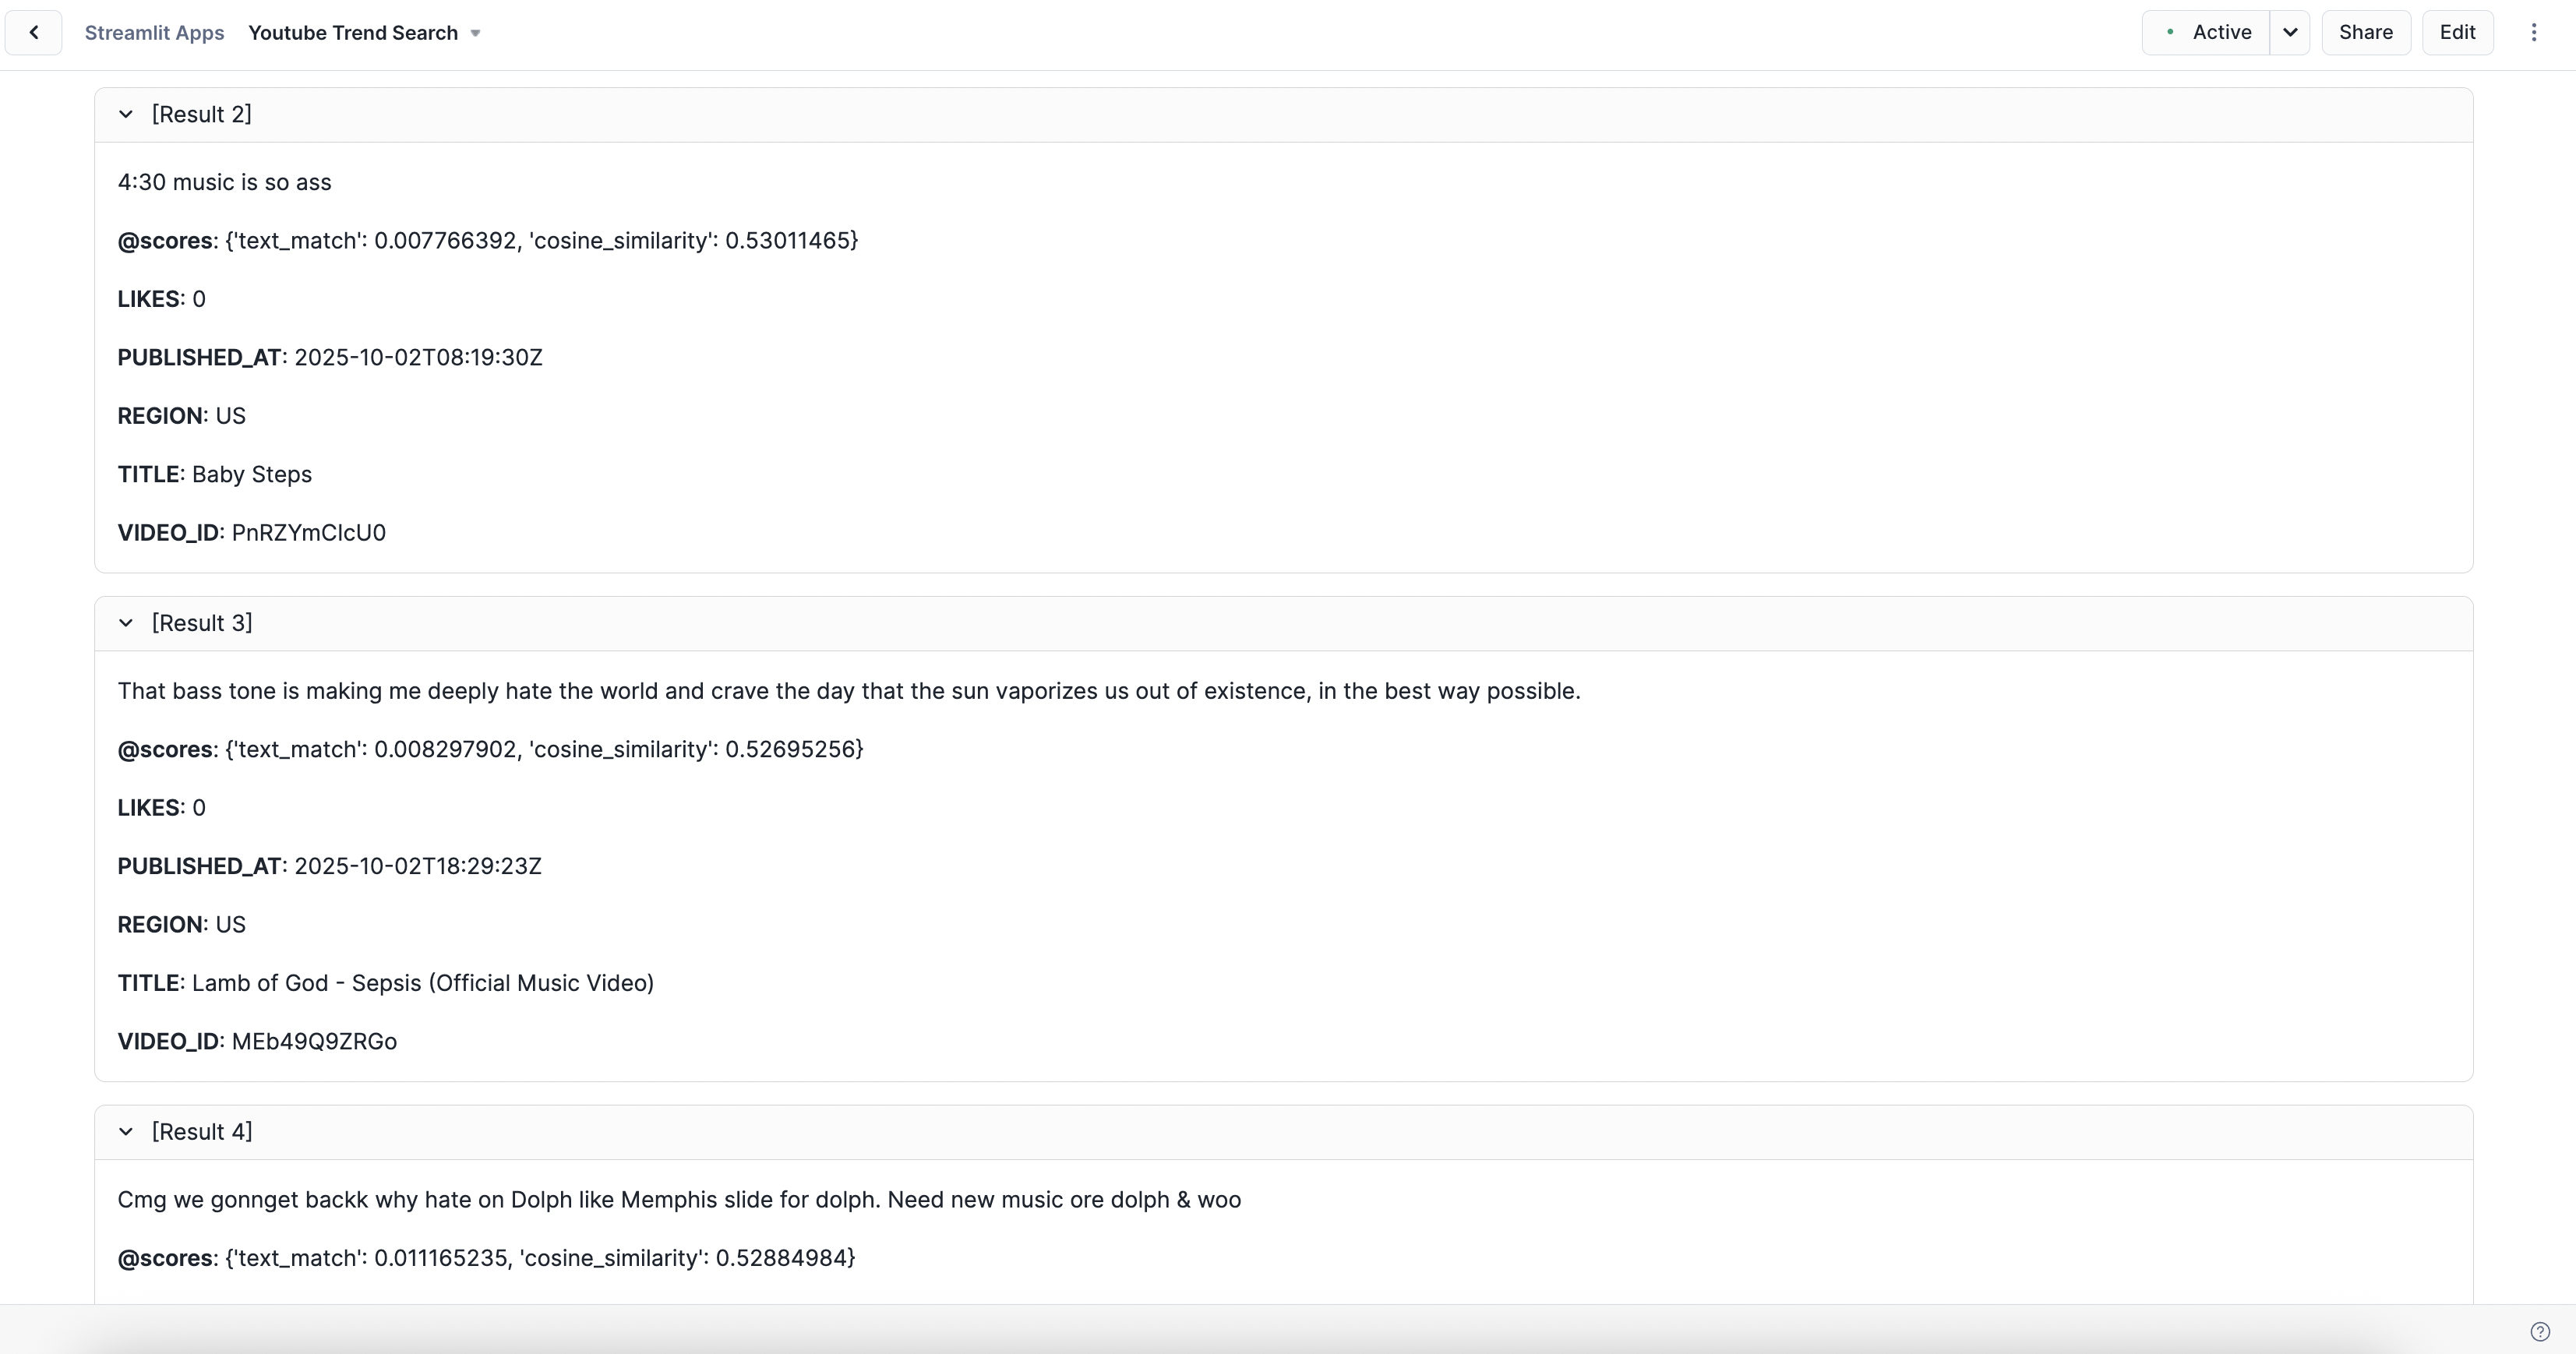 Streamlit Apps Youtube Trend Search Active Share Edit
[Result 2]
4:30 music is so ass
@scores: {'text_match': 0.007766392, 'cosine_similarity': 0.53011465}
LIKES: 0
PUBLISHED_AT: 2025-10-02T08:19:30Z
REGION: US
TITLE: Baby Steps
VIDEO_ID: PnRZYmClcU0
[Result 3]
That bass tone is making me deeply hate the world and crave the day that the sun vaporizes us out of existence, in the best way possible.
@scores: {'text_match': 0.008297902, 'cosine_similarity': 0.52695256}
LIKES: 0
PUBLISHED_AT: 2025-10-02T18:29:23Z
REGION: US
TITLE: Lamb of God - Sepsis (Official Music Video)
VIDEO_ID: MEb49Q9ZRGo
[Result 4]
Cmg we gonnget backk why hate on Dolph like Memphis slide for dolph. Need new music ore dolph & woo
@scores: {'text_match': 0.011165235, 'cosine_similarity': 0.52884984}